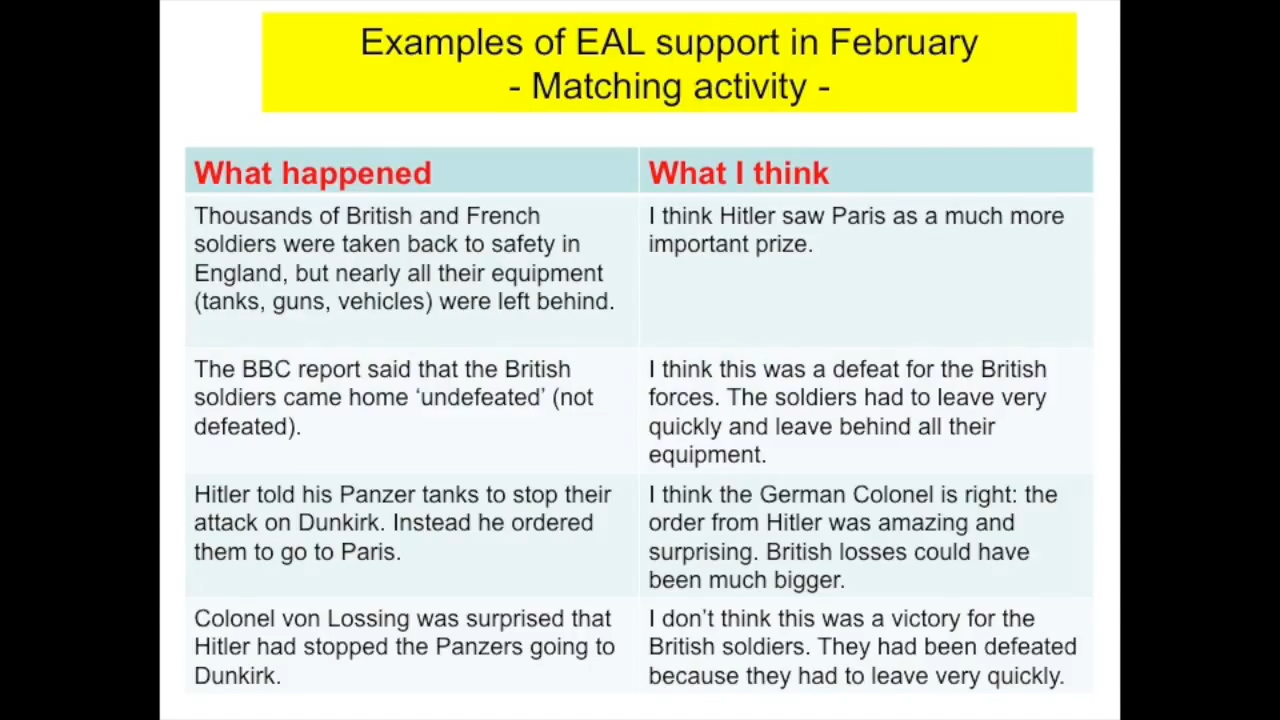 Examples of EAL support in February
- Matching activity -
What happened
What I think
Thousands of British and French
soldiers were taken back to safety in
England, but nearly all their equipment
(tanks, guns, vehicles) were left behind.
I think Hitler saw Paris as a much more
important prize.
The BBC report said that the British
soldiers came home ‘undefeated’ (not
defeated).
I think this was a defeat for the British
forces. The soldiers had to leave very
quickly and leave behind all their
equipment.
Hitler told his Panzer tanks to stop their
attack on Dunkirk. Instead he ordered
them to go to Paris.
I think the German Colonel is right: the
order from Hitler was amazing and
surprising. British losses could have
been much bigger.
Colonel von Lossing was surprised that
Hitler had stopped the Panzers going to
Dunkirk.
I don’t think this was a victory for the
British soldiers. They had been defeated
because they had to leave very quickly.